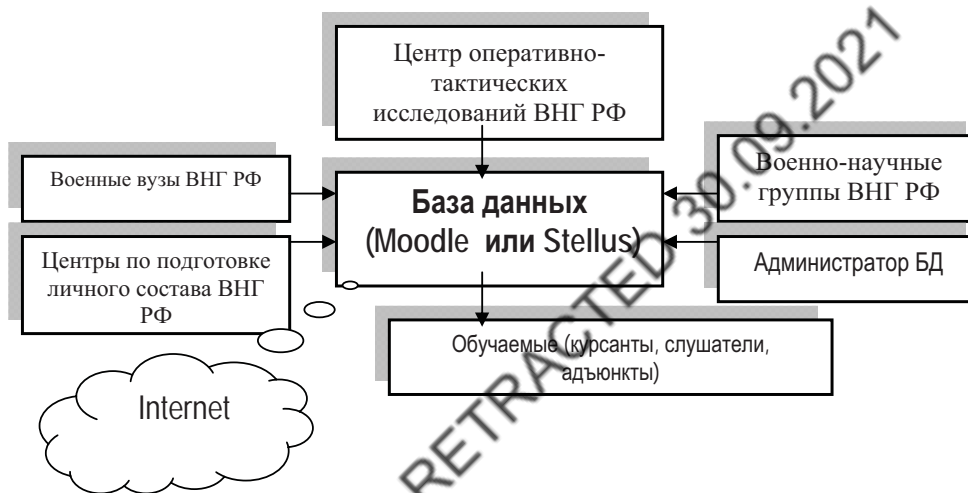 Центр оперативно-
тактических
исследований ВНГ РФ
Военные вузы ВНГ РФ
База данных
(Moodle или Stellus)
Военно-научные
группы ВНГ РФ
Центры по подготовке
личного состава ВНГ
РФ
Администратор БД
Обучаемые (курсанты, слушатели,
адъюнкты)
Internet
RETRACTED 30.09.2021